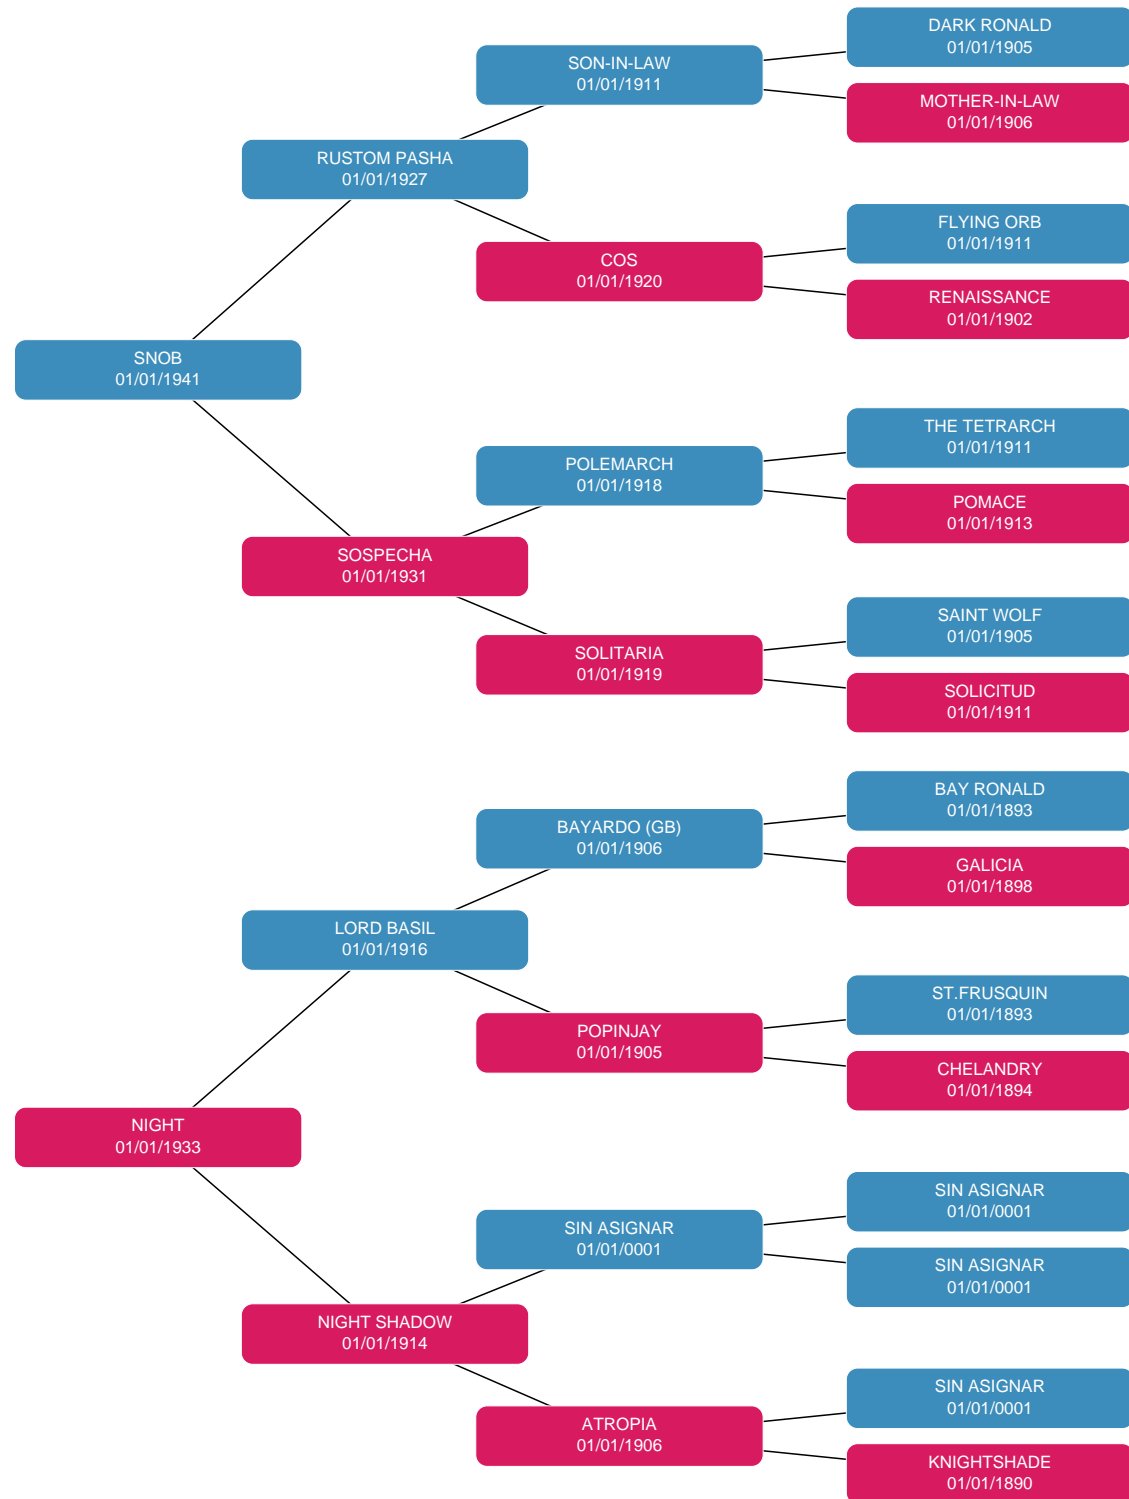 DARK RONALD
01/01/1905
SON-IN-LAW
01/01/1911
MOTHER-IN-LAW
01/01/1906
RUSTOM PASHA
01/01/1927
FLYING ORB
01/01/1911
COS
01/01/1920
RENAISSANCE
01/01/1902
SNOB
01/01/1941
THE TETRARCH
01/01/1911
POLEMARCH
01/01/1918
POMACE
01/01/1913
SOSPECHA
01/01/1931
SAINT WOLF
01/01/1905
SOLITARIA
01/01/1919
SOLICITUD
01/01/1911
BAY RONALD
01/01/1893
BAYARDO (GB)
01/01/1906
GALICIA
01/01/1898
LORD BASIL
01/01/1916
ST.FRUSQUIN
01/01/1893
POPINJAY
01/01/1905
CHELANDRY
01/01/1894
NIGHT
01/01/1933
SIN ASIGNAR
01/01/0001
SIN ASIGNAR
01/01/0001
SIN ASIGNAR
01/01/0001
NIGHT SHADOW
01/01/1914
SIN ASIGNAR
01/01/0001
ATROPIA
01/01/1906
KNIGHTSHADE
01/01/1890